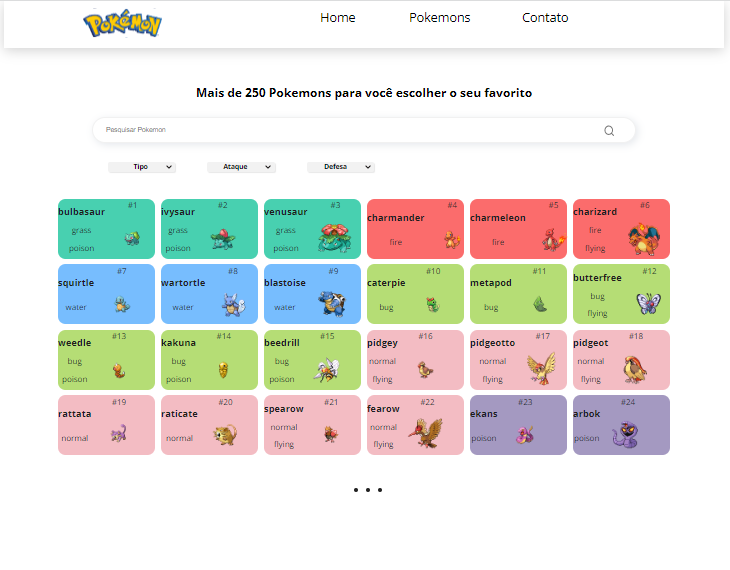 POKéMON
Home Pokemons Contato
Mais de 250 Pokemons para você escolher o seu favorito
Pesquisar Pokemon
Tipo Ataque Defesa
#1
bulbasaur
grass
poison
#2
ivysaur
grass
poison
#3
venusaur
grass
poison
#4
charmander
fire
#5
charmeleon
fire
#6
charizard
fire
flying
#7
squirtle
water
#8
wartortle
water
#9
blastoise
water
#10
caterpie
bug
#11
metapod
bug
#12
butterfree
bug
flying
#13
weedle
bug
poison
#14
kakuna
bug
poison
#15
beedrill
bug
poison
#16
pidgey
normal
flying
#17
pidgeotto
normal
flying
#18
pidgeot
normal
flying
#19
rattata
normal
#20
raticate
normal
#21
spearow
normal
flying
#22
fearow
normal
flying
#23
ekans
poison
#24
arbok
poison